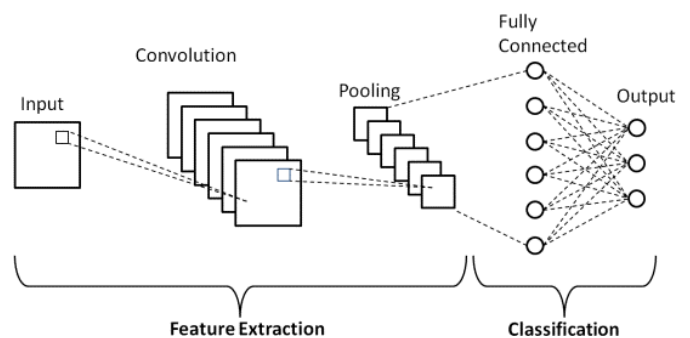 Fully
Connected
Convolution
Pooling
Output
Input
Feature Extraction
Classification